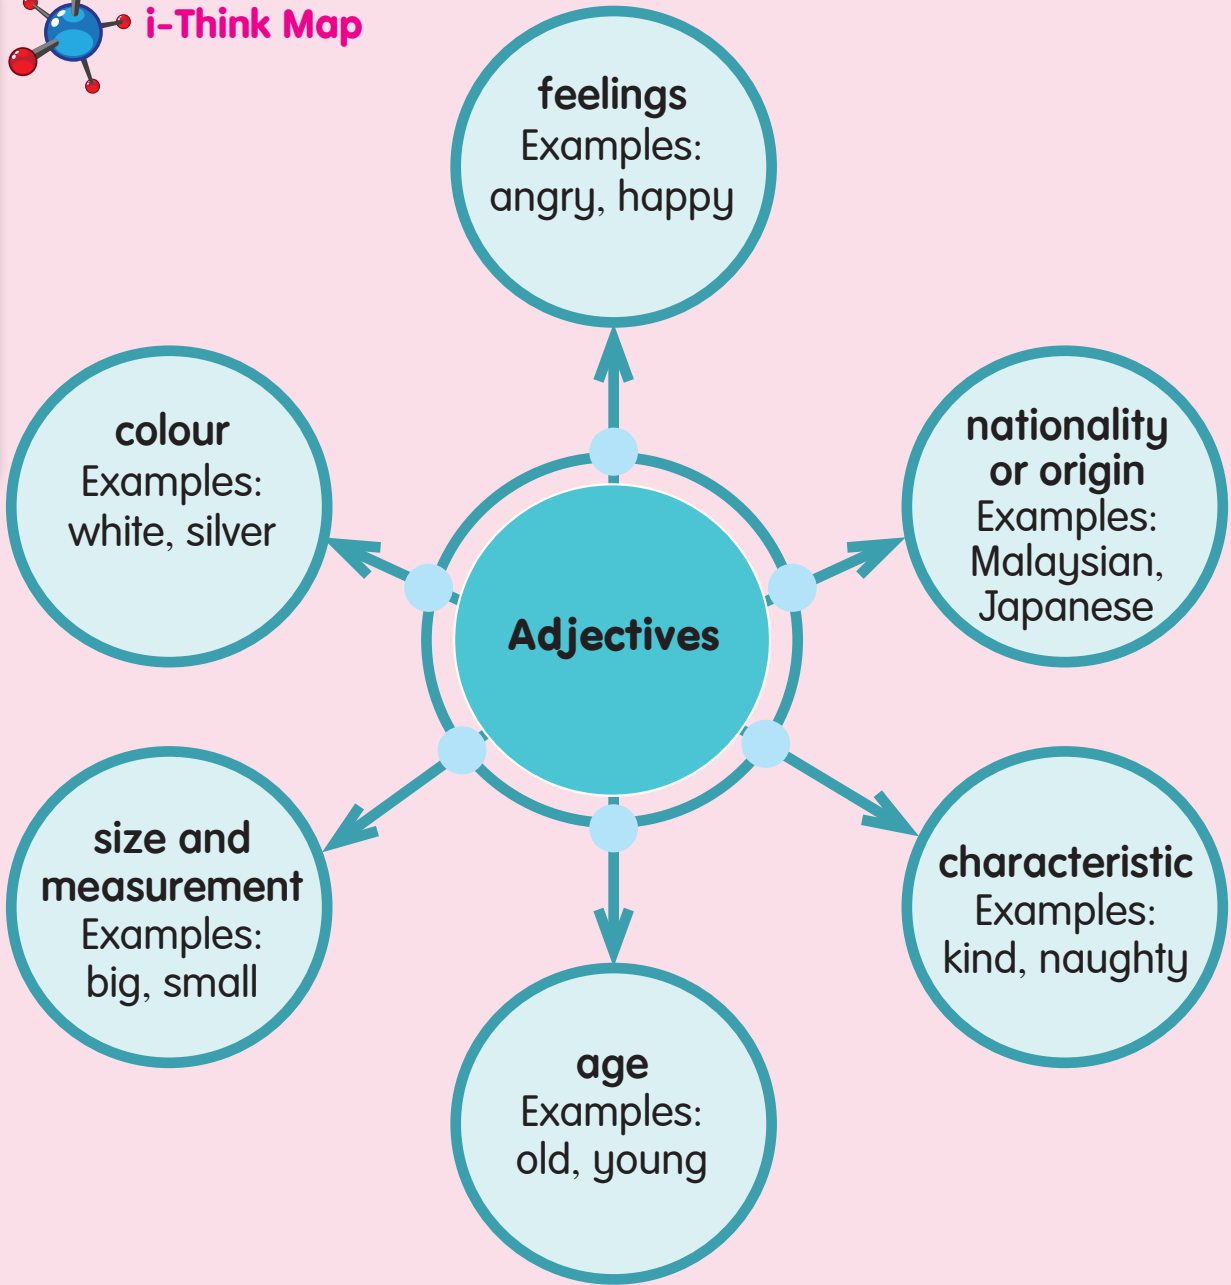 i-Think Map
feelings
Examples:
angry, happy
colour
Examples:
white, silver
nationality
or origin
Examples:
Malaysian,
Japanese
Adjectives
size and
measurement
Examples:
big, small
characteristic
Examples:
kind, naughty
age
Examples:
old, young